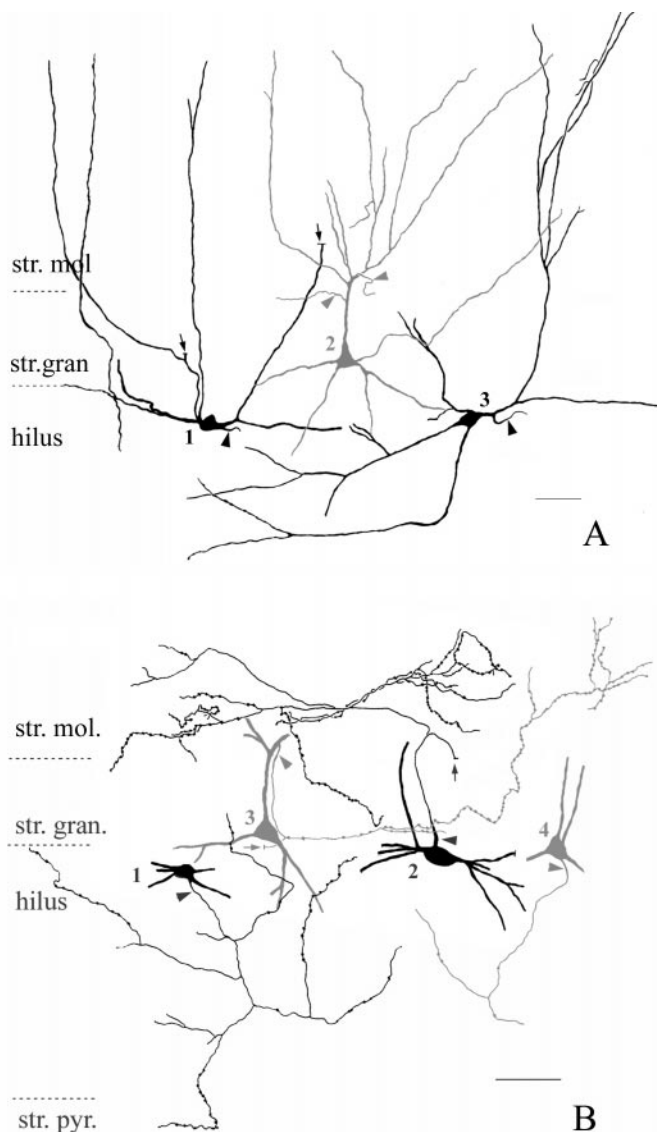 str. mol
2
str.gran
3
1
hilus
A
str. mol.
3
4
str. gran.
1
2
hilus
B
str. pyr.